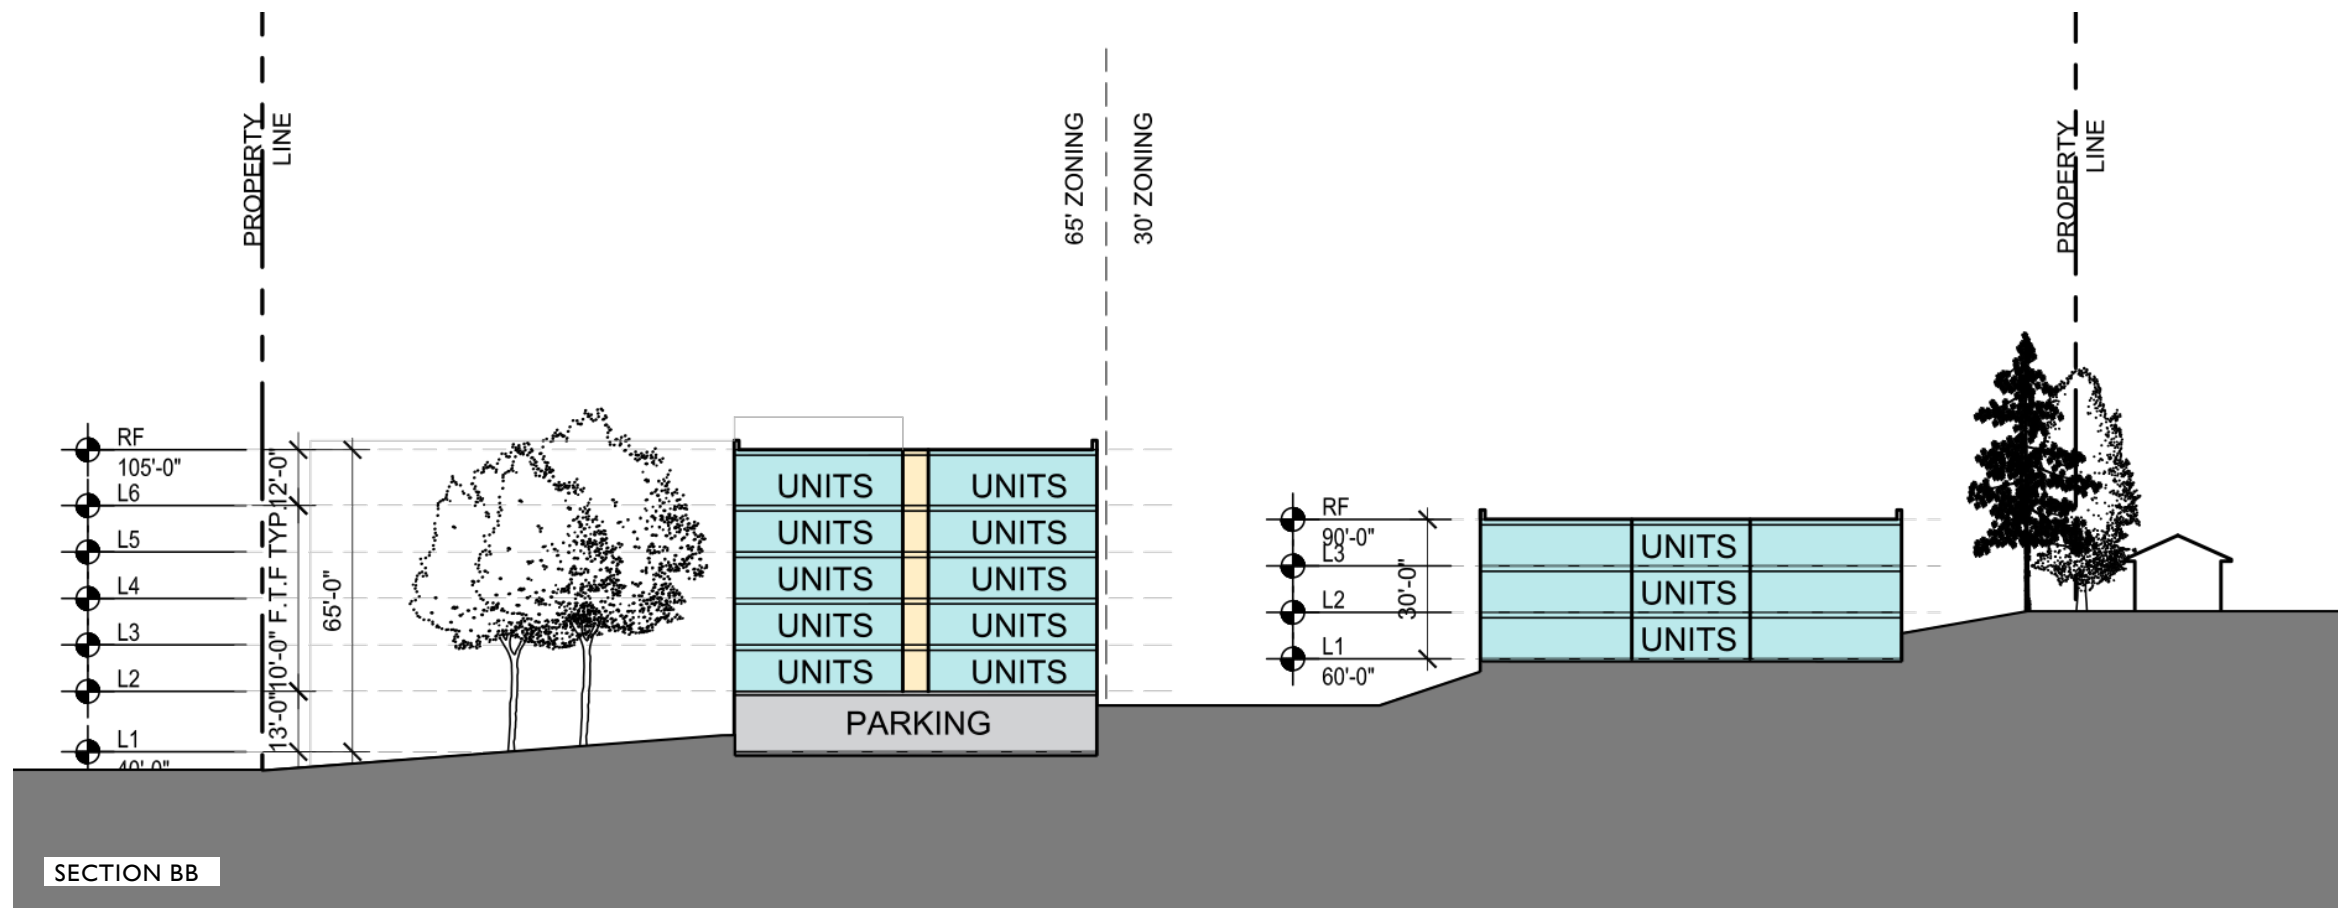 PROPERTY
LINE
65' ZONING
30' ZONING
PROPERTY
LINE
RF
105'-0"
L6
L5
L4
L3
L2
L1
40'-0"
12'-0"
10'-0" F.T.F TYP.
13'-0"
65'-0"
UNITS UNITS
UNITS UNITS
UNITS UNITS
UNITS UNITS
UNITS UNITS
PARKING
RF
90'-0"
L3
L2
L1
60'-0"
30'-0"
UNITS
UNITS
UNITS
SECTION BB